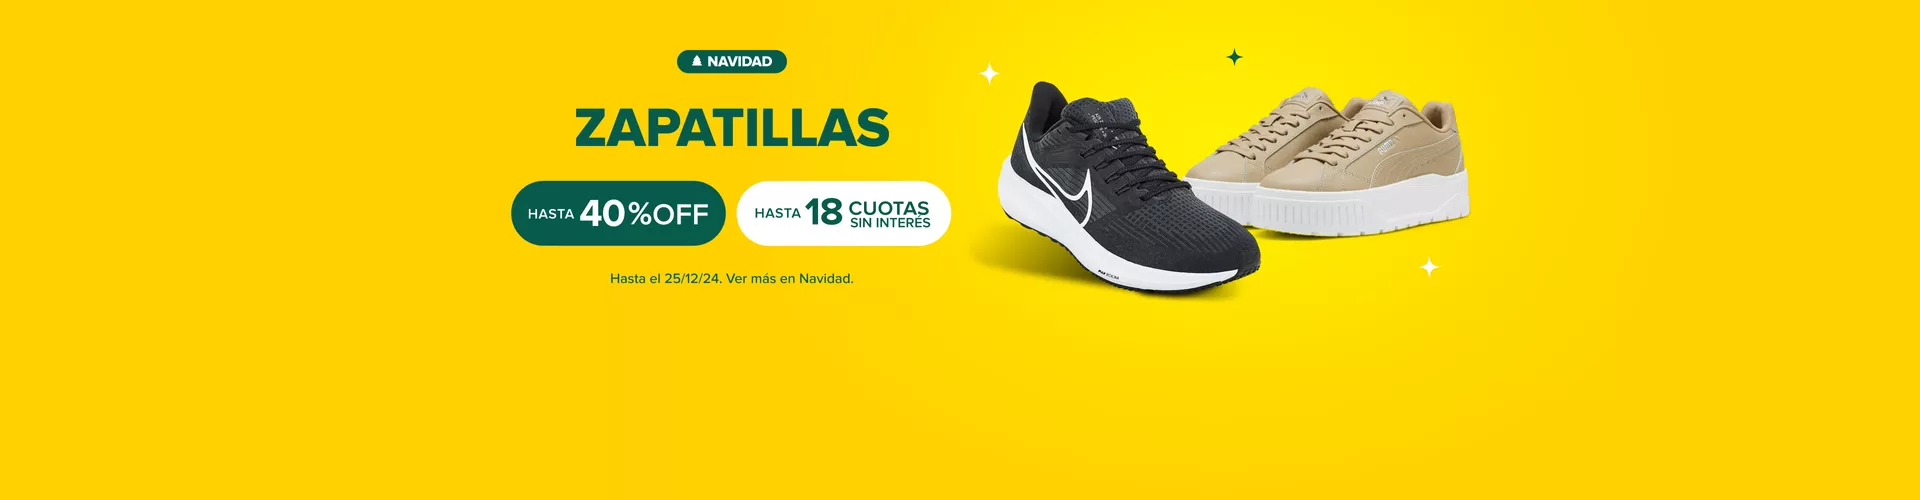 NAVIDAD
ZAPATILLAS
HASTA 40%OFF
HASTA 18 CUOTAS
SIN INTERÉS
Hasta el 25/12/24. Ver más en Navidad.
PUMA